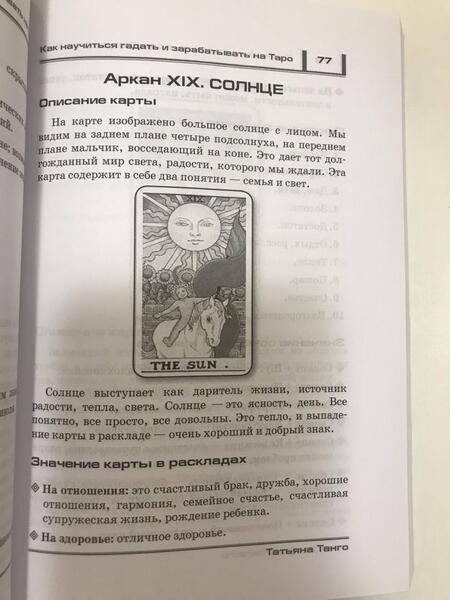 Как научиться гадать и зарабатывать на Таро 77
Аркан XIX. СОЛНЦЕ
Описание карты
На карте изображено большое солнце с лицом. Мы
видим на заднем плане четыре подсолнуха, на переднем
плане мальчик, восседающий на коне. Это дает тот дол-
гожданный мир света, радости, которого мы ждали. Эта
карта содержит в себе два понятия — семья и свет.
XIX
THE SUN .
Солнце выступает как даритель жизни, источник
радости, тепла, света. Солнце — это ясность, день. Все
понятно, все просто, все довольны. Это тепло, и выпаде-
ние карты в раскладе — очень хороший и добрый знак.
Значение карты в раскладах
На отношения: это счастливый брак, дружба, хорошие
отношения, гармония, семейное счастье, счастливая
супружеская жизнь, рождение ребенка.
На здоровье: отличное здоровье.
Татьяна Танго